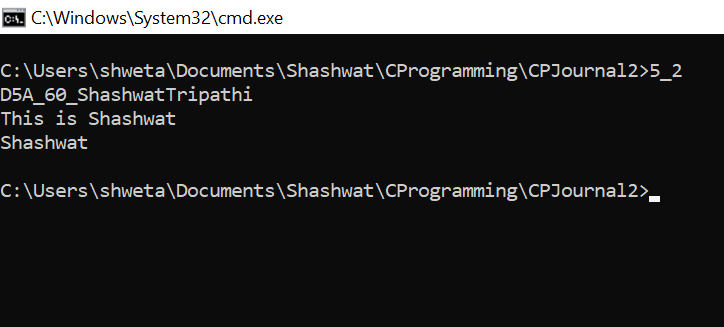 C:\Windows\System32\cmd.exe
C:\Users\shweta\Documents\Shashwat\CProgramming\CPJournal2>5_2
D5A_60_ShashwatTripathi
This is Shashwat
Shashwat
C:\Users\shweta\Documents\Shashwat\CProgramming\CPJournal2>